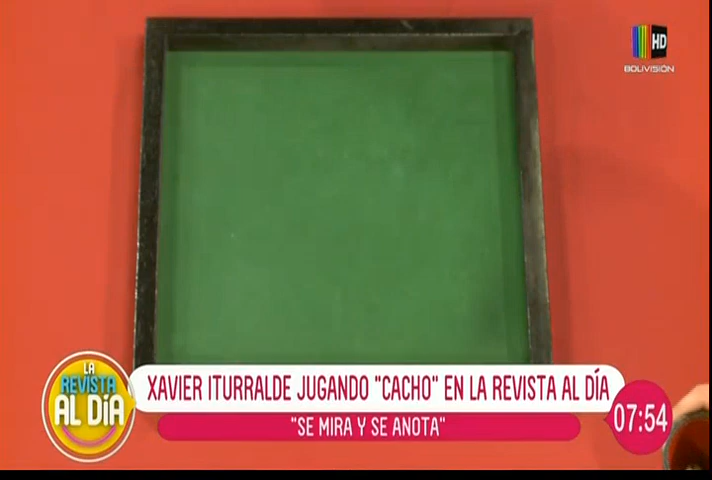 HD
BOLIVISIÓN
LA
REVISTA
AL DÍA
XAVIER ITURRALDE JUGANDO "CACHO" EN LA REVISTA AL DÍA
"SE MIRA Y SE ANOTA"
07:54